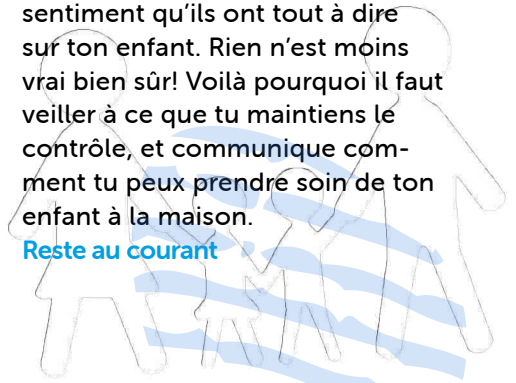 sentiment qu’ils ont tout à dire
sur ton enfant. Rien n’est moins
vrai bien sûr! Voilà pourquoi il faut
veiller à ce que tu maintiens le
contrôle, et communique com-
ment tu peux prendre soin de ton
enfant à la maison.
Reste au courant